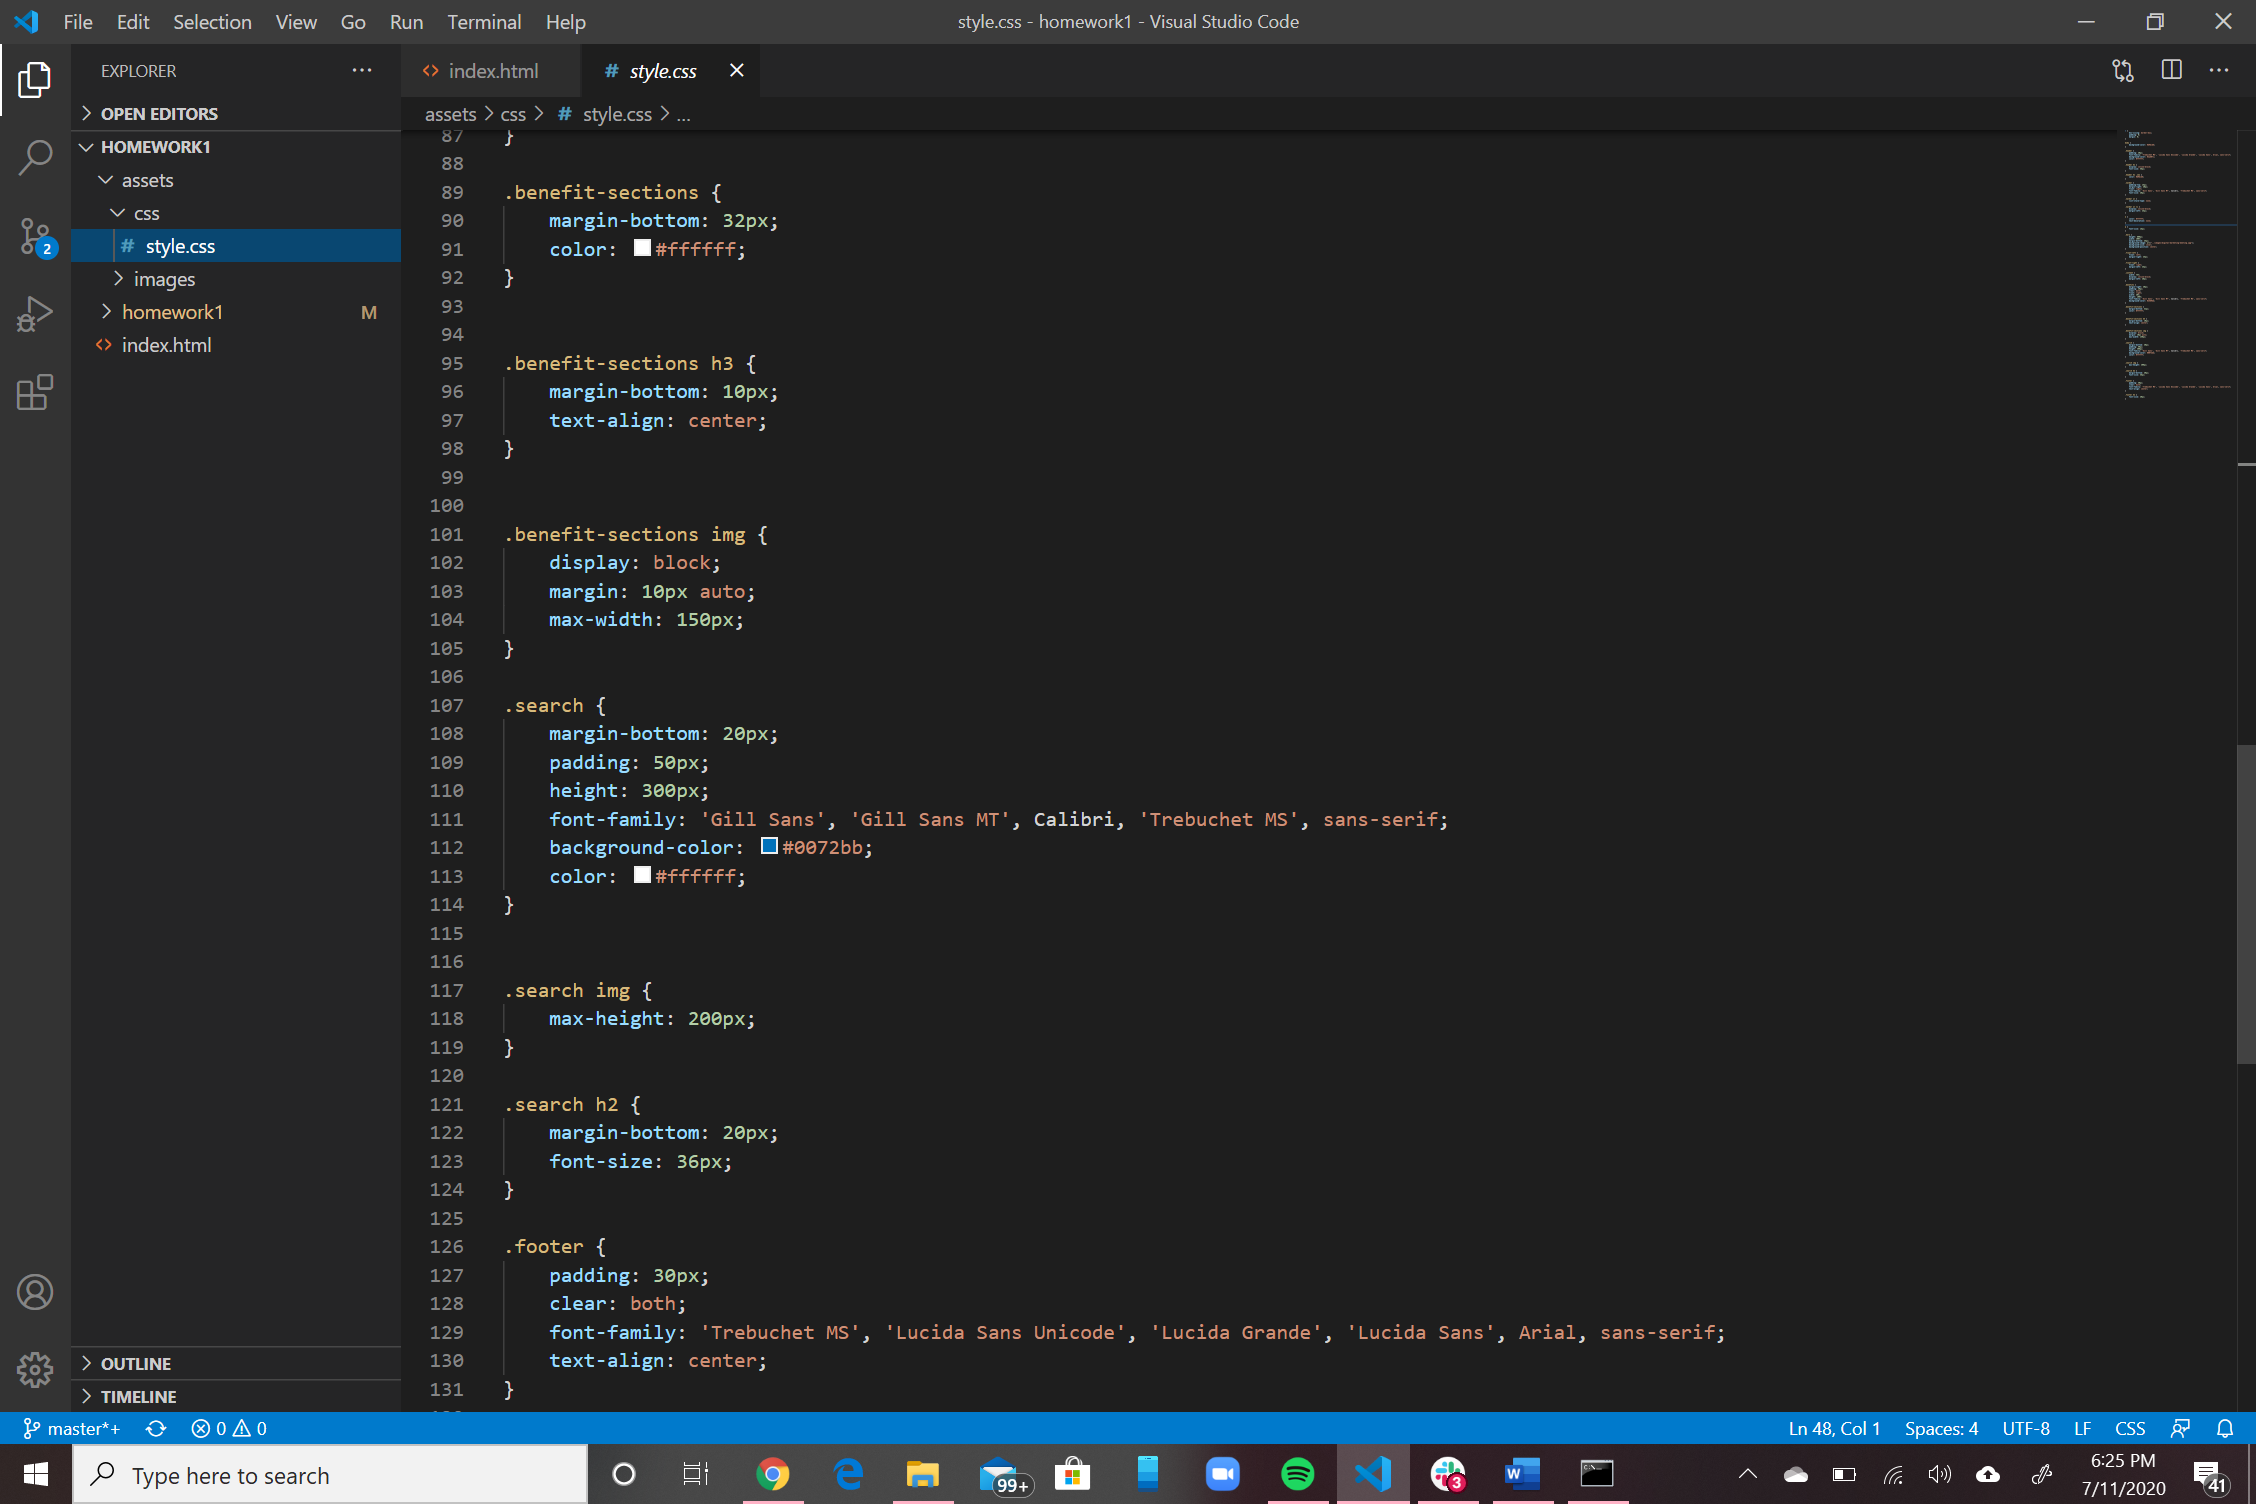 File Edit Selection View Go Run Terminal Help
style.css - homework1 - Visual Studio Code
EXPLORER
OPEN EDITORS
HOMEWORK1
assets
css
# style.css
images
homework1 M
index.html
OUTLINE
TIMELINE
2
index.html
# style.css
assets > css > # style.css > ...
87 }
88
89 .benefit-sections {
90     margin-bottom: 32px;
91     color: #ffffff;
92 }
93
94
95 .benefit-sections h3 {
96     margin-bottom: 10px;
97     text-align: center;
98 }
99
100
101 .benefit-sections img {
102     display: block;
103     margin: 10px auto;
104     max-width: 150px;
105 }
106
107 .search {
108     margin-bottom: 20px;
109     padding: 50px;
110     height: 300px;
111     font-family: 'Gill Sans', 'Gill Sans MT', Calibri, 'Trebuchet MS', sans-serif;
112     background-color: #0072bb;
113     color: #ffffff;
114 }
115
116
117 .search img {
118     max-height: 200px;
119 }
120
121 .search h2 {
122     margin-bottom: 20px;
123     font-size: 36px;
124 }
125
126 .footer {
127     padding: 30px;
128     clear: both;
129     font-family: 'Trebuchet MS', 'Lucida Sans Unicode', 'Lucida Grande', 'Lucida Sans', Arial, sans-serif;
130     text-align: center;
131 }
master*+ 0 0
Ln 48, Col 1 Spaces: 4 UTF-8 LF CSS
Type here to search
99+
3
6:25 PM
7/11/2020
41